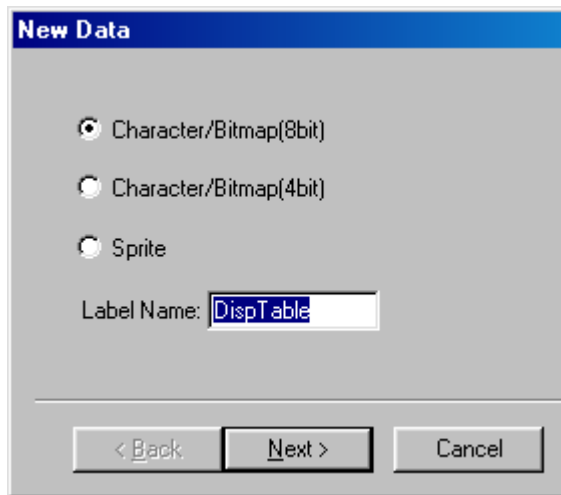 New Data
Character/Bitmap(8bit)
Character/Bitmap(4bit)
Sprite
Label Name: DispTable
< Back Next > Cancel